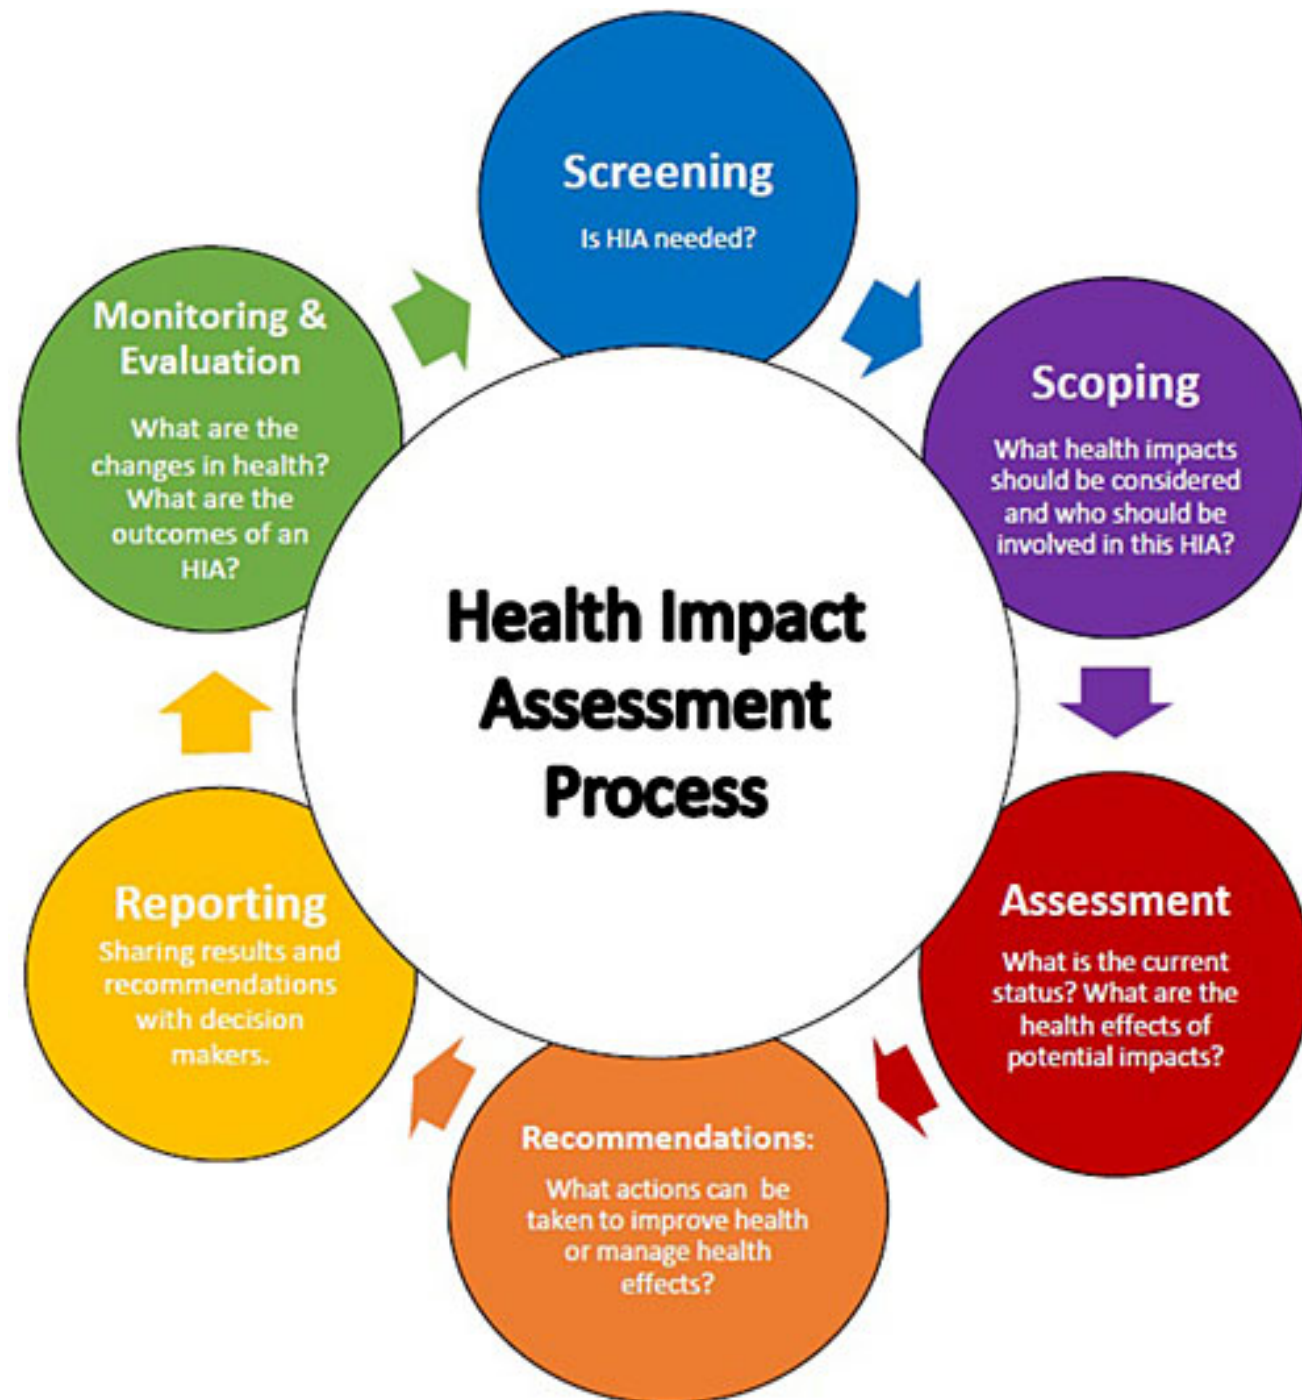 Screening
Is HIA needed?
Scoping
What health impacts
should be considered
and who should be
involved in this HIA?
Assessment
What is the current
status? What are the
health effects of
potential impacts?
Recommendations:
What actions can be
taken to improve health
or manage health
effects?
Reporting
Sharing results and
recommendations
with decision
makers.
Monitoring &
Evaluation
What are the
changes in health?
What are the
outcomes of an
HIA?
Health Impact
Assessment
Process